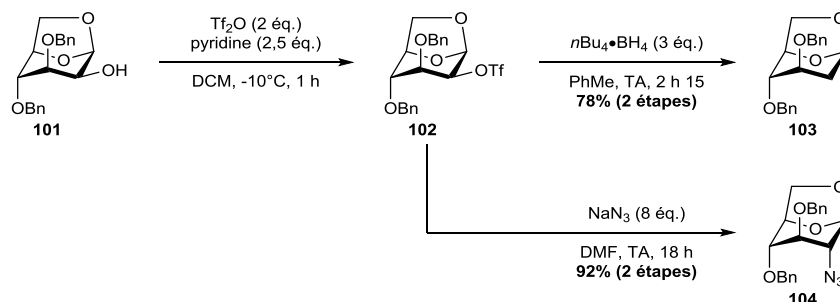 O
OBn
O
OH
OBn
101
Tf₂O (2 éq.)
pyridine (2,5 éq.)
DCM, -10°C, 1 h
O
OBn
O
OTf
OBn
102
nBu₄•BH₄ (3 éq.)
PhMe, TA, 2 h 15
78% (2 étapes)
O
OBn
O
OBn
103
NaN₃ (8 éq.)
DMF, TA, 18 h
92% (2 étapes)
O
OBn
O
OBn
N₃
104